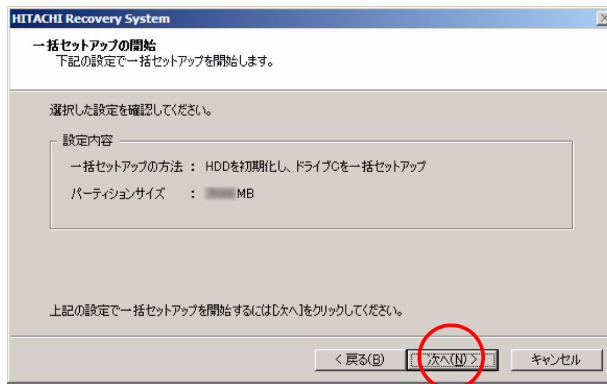 HITACHI Recovery System
一括セットアップの開始
下記の設定で一括セットアップを開始します。
選択した設定を確認してください。
設定内容
一括セットアップの方法 : HDDを初期化し、ドライブCを一括セットアップ
パーティションサイズ : MB
上記の設定で一括セットアップを開始するには[次へ]をクリックしてください。
< 戻る(B) 次へ(N) > キャンセル